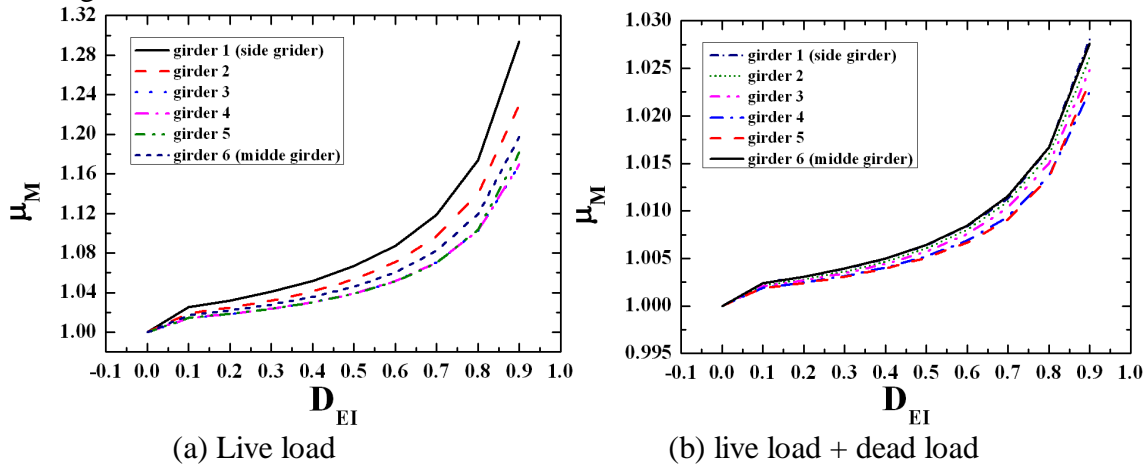 1.32
1.28
1.24
1.20
1.16
1.12
1.08
1.04
1.00
μM
girder 1 (side grider)
girder 2
girder 3
girder 4
girder 5
girder 6 (midde girder)
-0.1 0.0 0.1 0.2 0.3 0.4 0.5 0.6 0.7 0.8 0.9 1.0
DEI
(a) Live load
1.030
1.025
1.020
1.015
1.010
1.005
1.000
0.995
μM
girder 1 (side girder)
girder 2
girder 3
girder 4
girder 5
girder 6 (midde girder)
-0.1 0.0 0.1 0.2 0.3 0.4 0.5 0.6 0.7 0.8 0.9 1.0
DEI
(b) live load + dead load